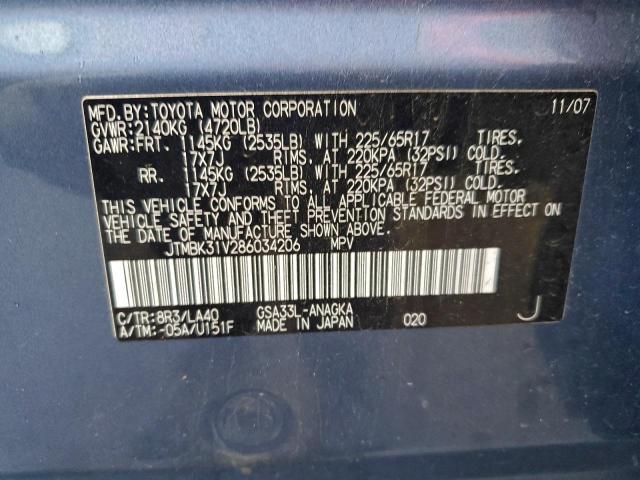 MFD.BY:TOYOTA MOTOR CORPORATION 11/07
GVWR:2140KG (4720LB)
GAWR:FRT. 1145KG (2535LB) WITH 225/65R17 TIRES.
17X7J RIMS, AT 220KPA (32PSI) COLD.
RR. 1145KG (2535LB) WITH 225/65R17 TIRES,
17X7J RIMS, AT 220KPA (32PSI) COLD.
THIS VEHICLE CONFORMS TO ALL APPLICABLE FEDERAL MOTOR
VEHICLE SAFETY AND THEFT PREVENTION STANDARDS IN EFFECT ON
THE DATE OF MANUFACTURE SHOWN ABOVE.
JTMBK31V286034206 MPV
C/TR:8R3/LA40 GSA33L-ANAGKA
A/TM:-05A/U151F MADE IN JAPAN 020 J